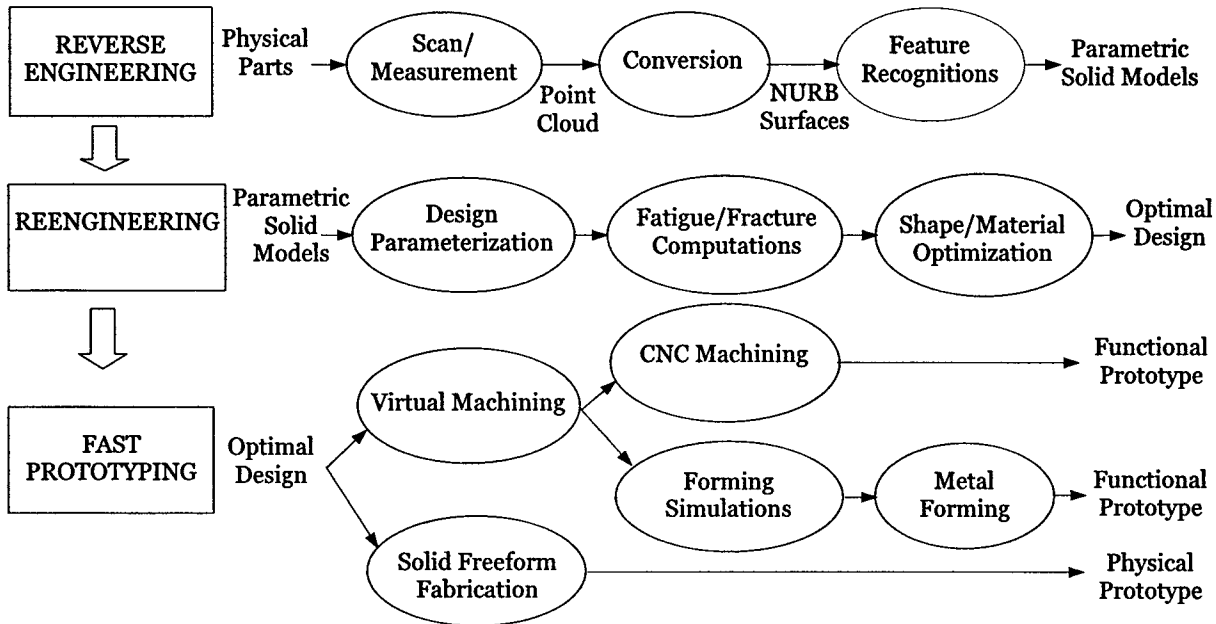 REVERSE
ENGINEERING
Physical
Parts
Scan/
Measurement
Point
Cloud
Conversion
NURB
Surfaces
Feature
Recognitions
Parametric
Solid Models
REENGINEERING
Parametric
Solid
Models
Design
Parameterization
Fatigue/Fracture
Computations
Shape/Material
Optimization
Optimal
Design
FAST
PROTOTYPING
Optimal
Design
Virtual Machining
CNC Machining
Functional
Prototype
Forming
Simulations
Metal
Forming
Functional
Prototype
Solid Freeform
Fabrication
Physical
Prototype